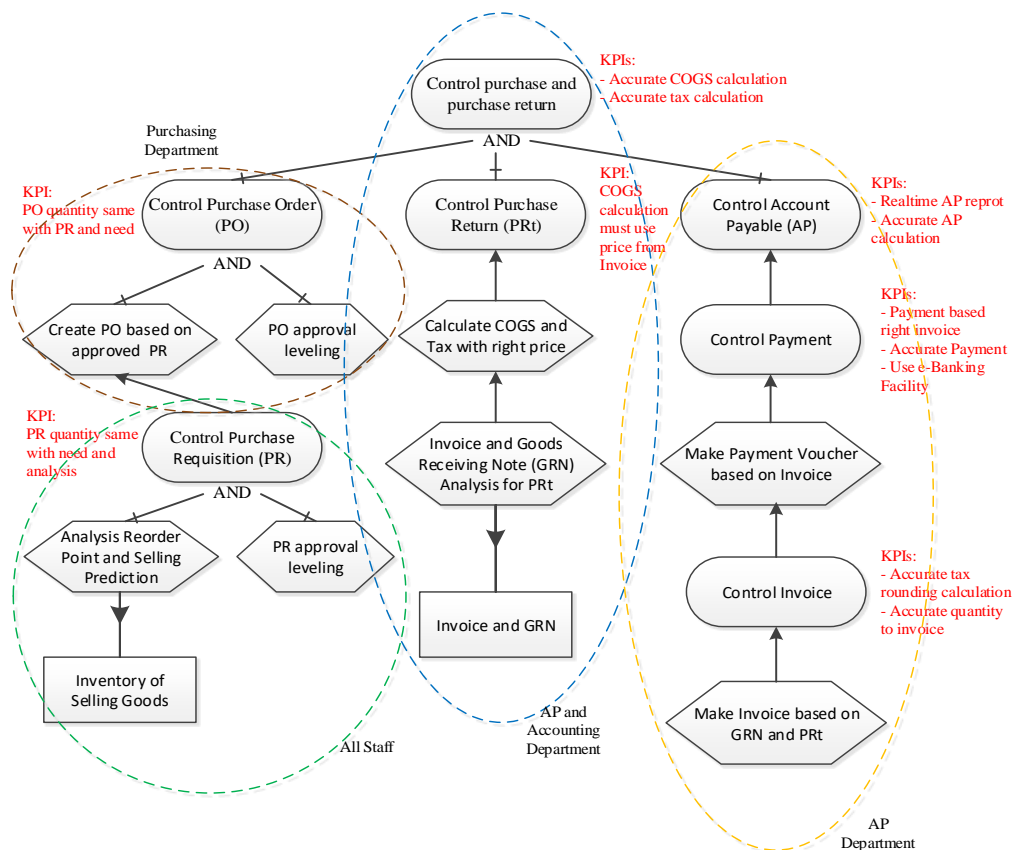 KPIs:
- Accurate COGS calculation
- Accurate tax calculation
Control purchase and
purchase return
AND
Purchasing
Department
KPI:
PO quantity same
with PR and need
Control Purchase Order
(PO)
AND
Create PO based on
approved PR
PO approval
leveling
KPI:
PR quantity same
with need and
analysis
Control Purchase
Requisition (PR)
AND
Analysis Reorder
Point and Selling
Prediction
PR approval
leveling
Inventory of
Selling Goods
All Staff
Control Purchase
Return (PRt)
KPI:
COGS
calculation
must use
price from
Invoice
Calculate COGS and
Tax with right price
Invoice and Goods
Receiving Note (GRN)
Analysis for PRt
Invoice and GRN
AP and
Accounting
Department
Control Account
Payable (AP)
KPIs:
- Realtime AP reprot
- Accurate AP
calculation
Control Payment
KPIs:
- Payment based
right invoice
- Accurate Payment
- Use e-Banking
Facility
Make Payment Voucher
based on Invoice
Control Invoice
KPIs:
- Accurate tax
rounding calculation
- Accurate quantity
to invoice
Make Invoice based on
GRN and PRt
AP
Department